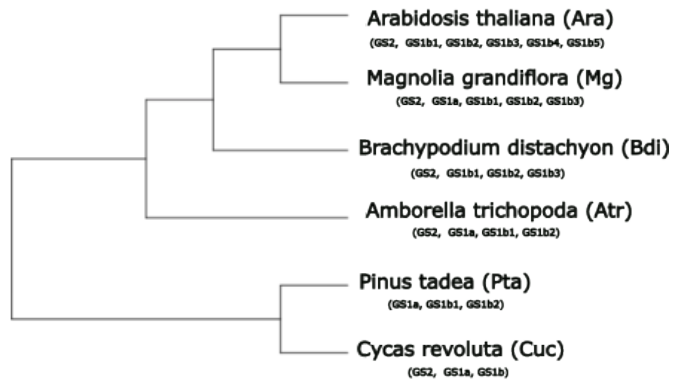 Arabidosis thaliana (Ara)
(GS2, GS1b1, GS1b2, GS1b3, GS1b4, GS1b5)
Magnolia grandiflora (Mg)
(GS2, GS1a, GS1b1, GS1b2, GS1b3)
Brachypodium distachyon (Bdi)
(GS2, GS1b1, GS1b2, GS1b3)
Amborella trichopoda (Atr)
(GS2, GS1a, GS1b1, GS1b2)
Pinus tadea (Pta)
(GS1a, GS1b1, GS1b2)
Cycas revoluta (Cuc)
(GS2, GS1a, GS1b)